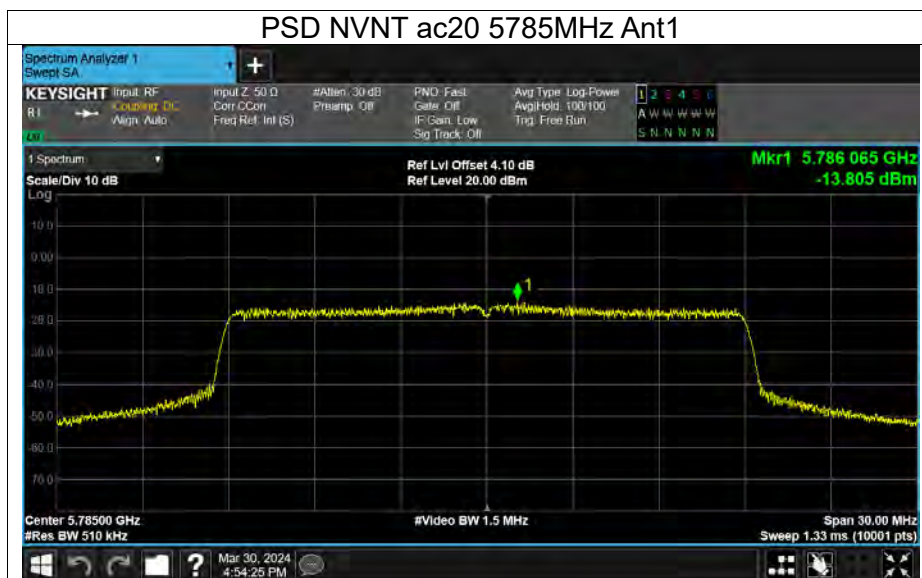 PSD NVNT ac20 5785MHz Ant1
Spectrum Analyzer 1
Swept SA
+
KEYSIGHT Input: RF
Coupling: DC
Align: Auto
Input Z: 50 Ω
Corr CCorr
Freq Ref: Int (S)
#Atten: 30 dB
Preamp: Off
PNO: Fast
Gate: Off
IF Gain: Low
Sig Track: Off
Avg Type: Log-Power
Avg|Hold: 100/100
Trig: Free Run
1 2 3 4 5 6
A W W W W W
S N N N N N
1 Spectrum
Scale/Div 10 dB
Log
Ref Lvl Offset 4.10 dB
Ref Level 20.00 dBm
Mkr1 5.786 065 GHz
-13.805 dBm
10.0
0.00
-10.0
-20.0
-30.0
-40.0
-50.0
-60.0
-70.0
1
Center 5.78500 GHz
#Res BW 510 kHz
#Video BW 1.5 MHz
Span 30.00 MHz
Sweep 1.33 ms (10001 pts)
?
Mar 30, 2024
4:54:25 PM